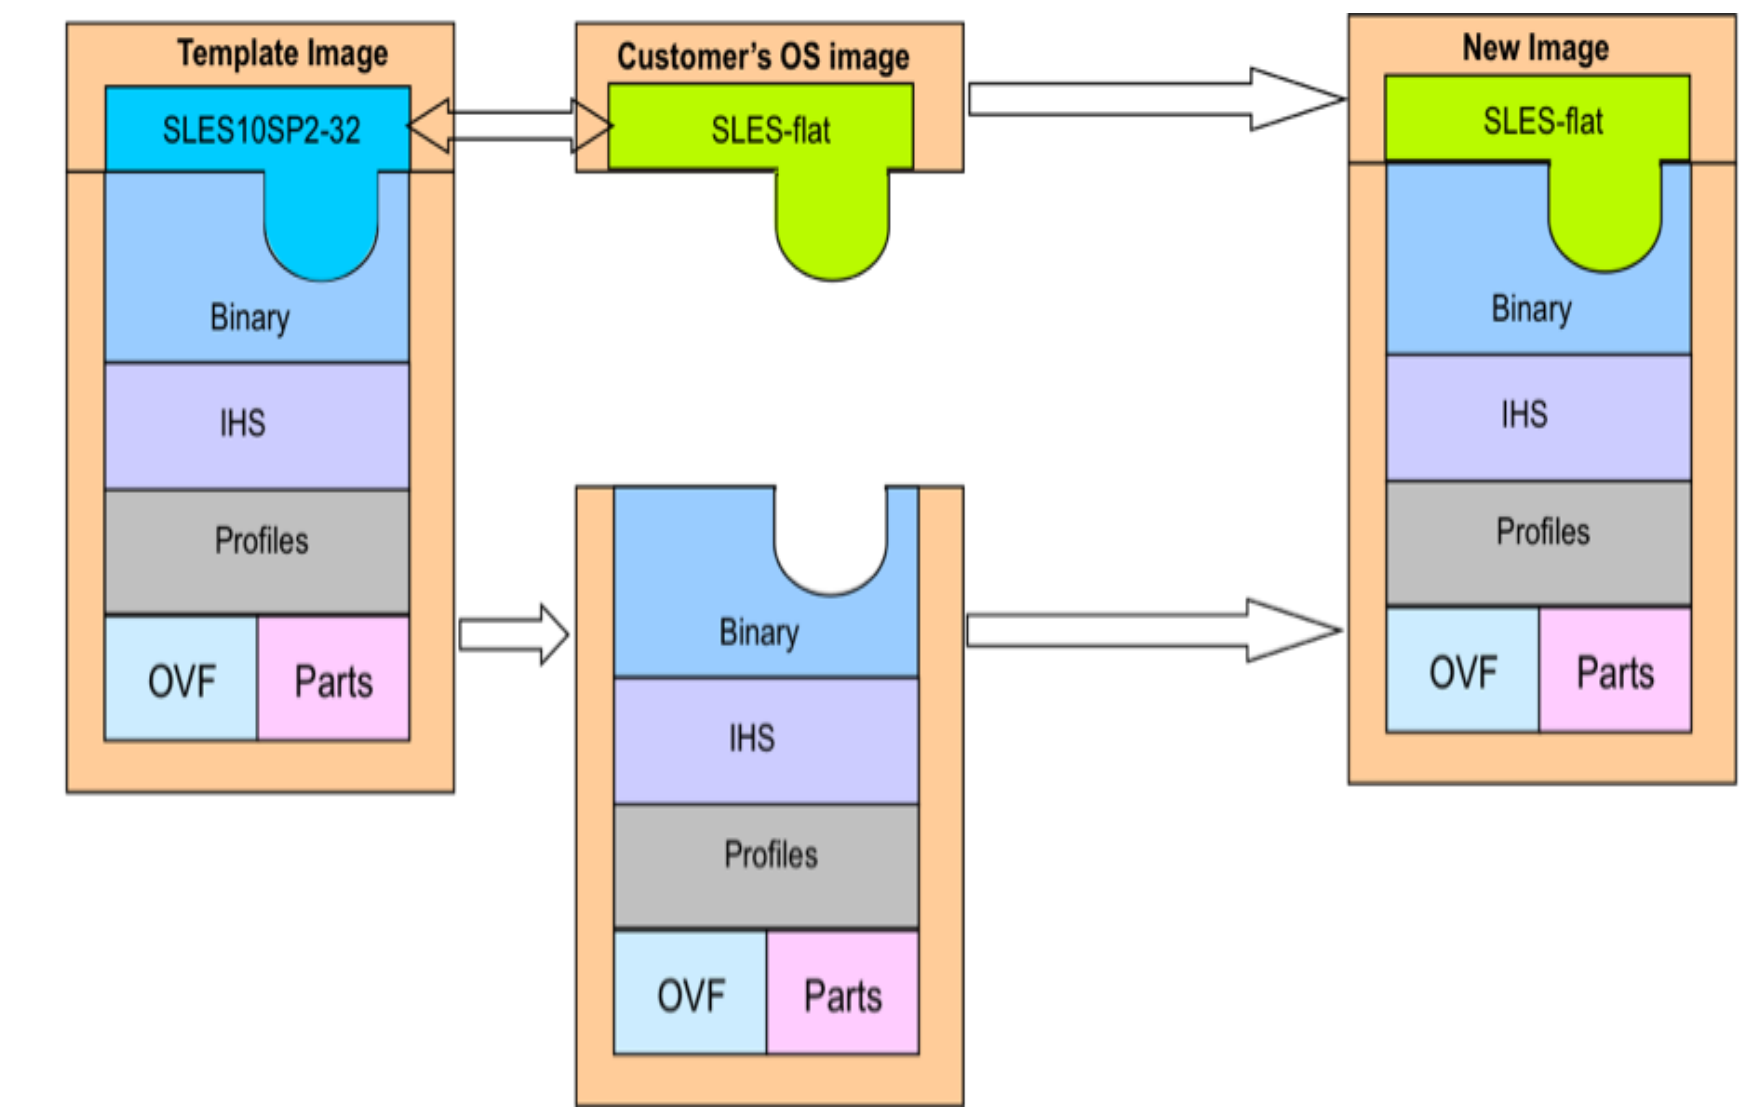 Template Image
SLES10SP2-32
Binary
IHS
Profiles
OVF
Parts
Customer’s OS image
SLES-flat
Binary
IHS
Profiles
OVF
Parts
New Image
SLES-flat
Binary
IHS
Profiles
OVF
Parts